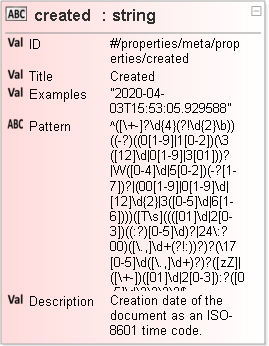 ABC created : string
Val ID #/properties/meta/prop
erties/created
Val Title Created
Val Examples "2020-04-
03T15:53:05.929588"
ABC Pattern ^([\+-]?\d{4}(?!\d{2}\b))
((-?)((0[1-9]|1[0-2])(\3
([12]\d|0[1-9]|3[01]))?
|W([0-4]\d|5[0-2])(-?[1-
7])?|(00[1-9]|0[1-9]\d|
[12]\d{2}|3([0-5]\d|6[1-
6])))([T\s]((([01]\d|2[0-
3])((:?)[0-5]\d)?|24\:?
00)([\.,]\d+(?!:))?)?(\17
[0-5]\d([\.,]\d+)?)?([zZ]|
([\+-])([01]\d|2[0-3]):?([0
Val Description Creation date of the
document as an ISO-
8601 time code.